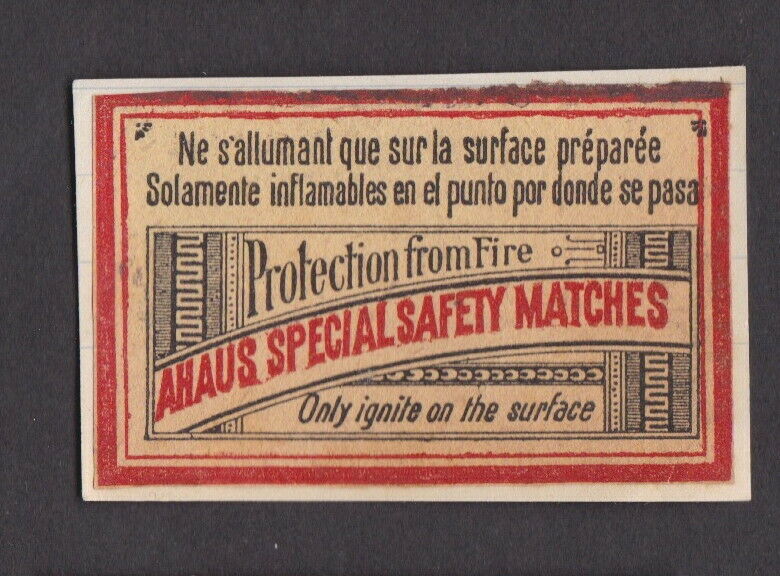 Ne s'allumant que sur la surface préparée
Solamente inflamables en el punto por donde se pasa
Protection from Fire
AHAUS SPECIAL SAFETY MATCHES
Only ignite on the surface